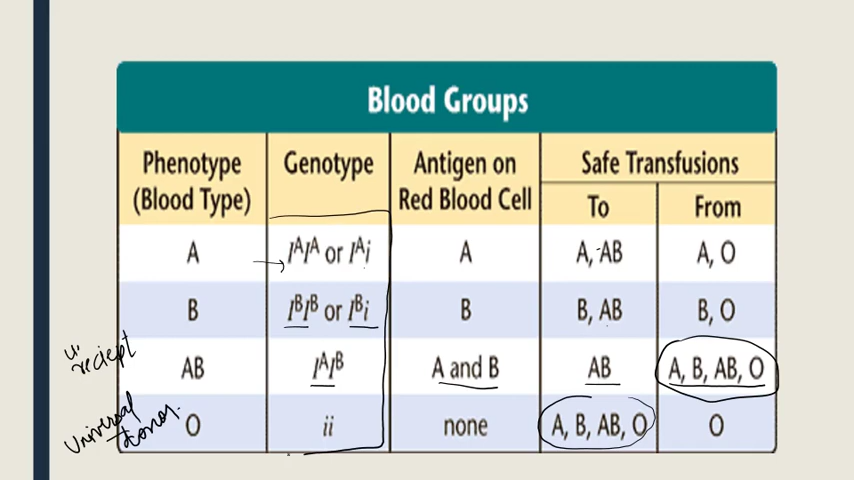 Blood Groups
Phenotype (Blood Type) Genotype Antigen on Red Blood Cell Safe Transfusions
To From
A IᴬIᴬ or Iᴬi A A, AB A, O
B IᴮIᴮ or Iᴮi B B, AB B, O
u. reciept AB IᴬIᴮ A and B AB A, B, AB, O
Universal donor. O ii none A, B, AB, O O